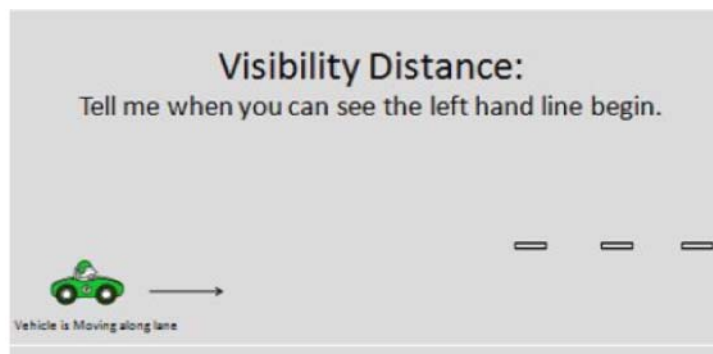 Visibility Distance:
Tell me when you can see the left hand line begin.
Vehicle is Moving along lane